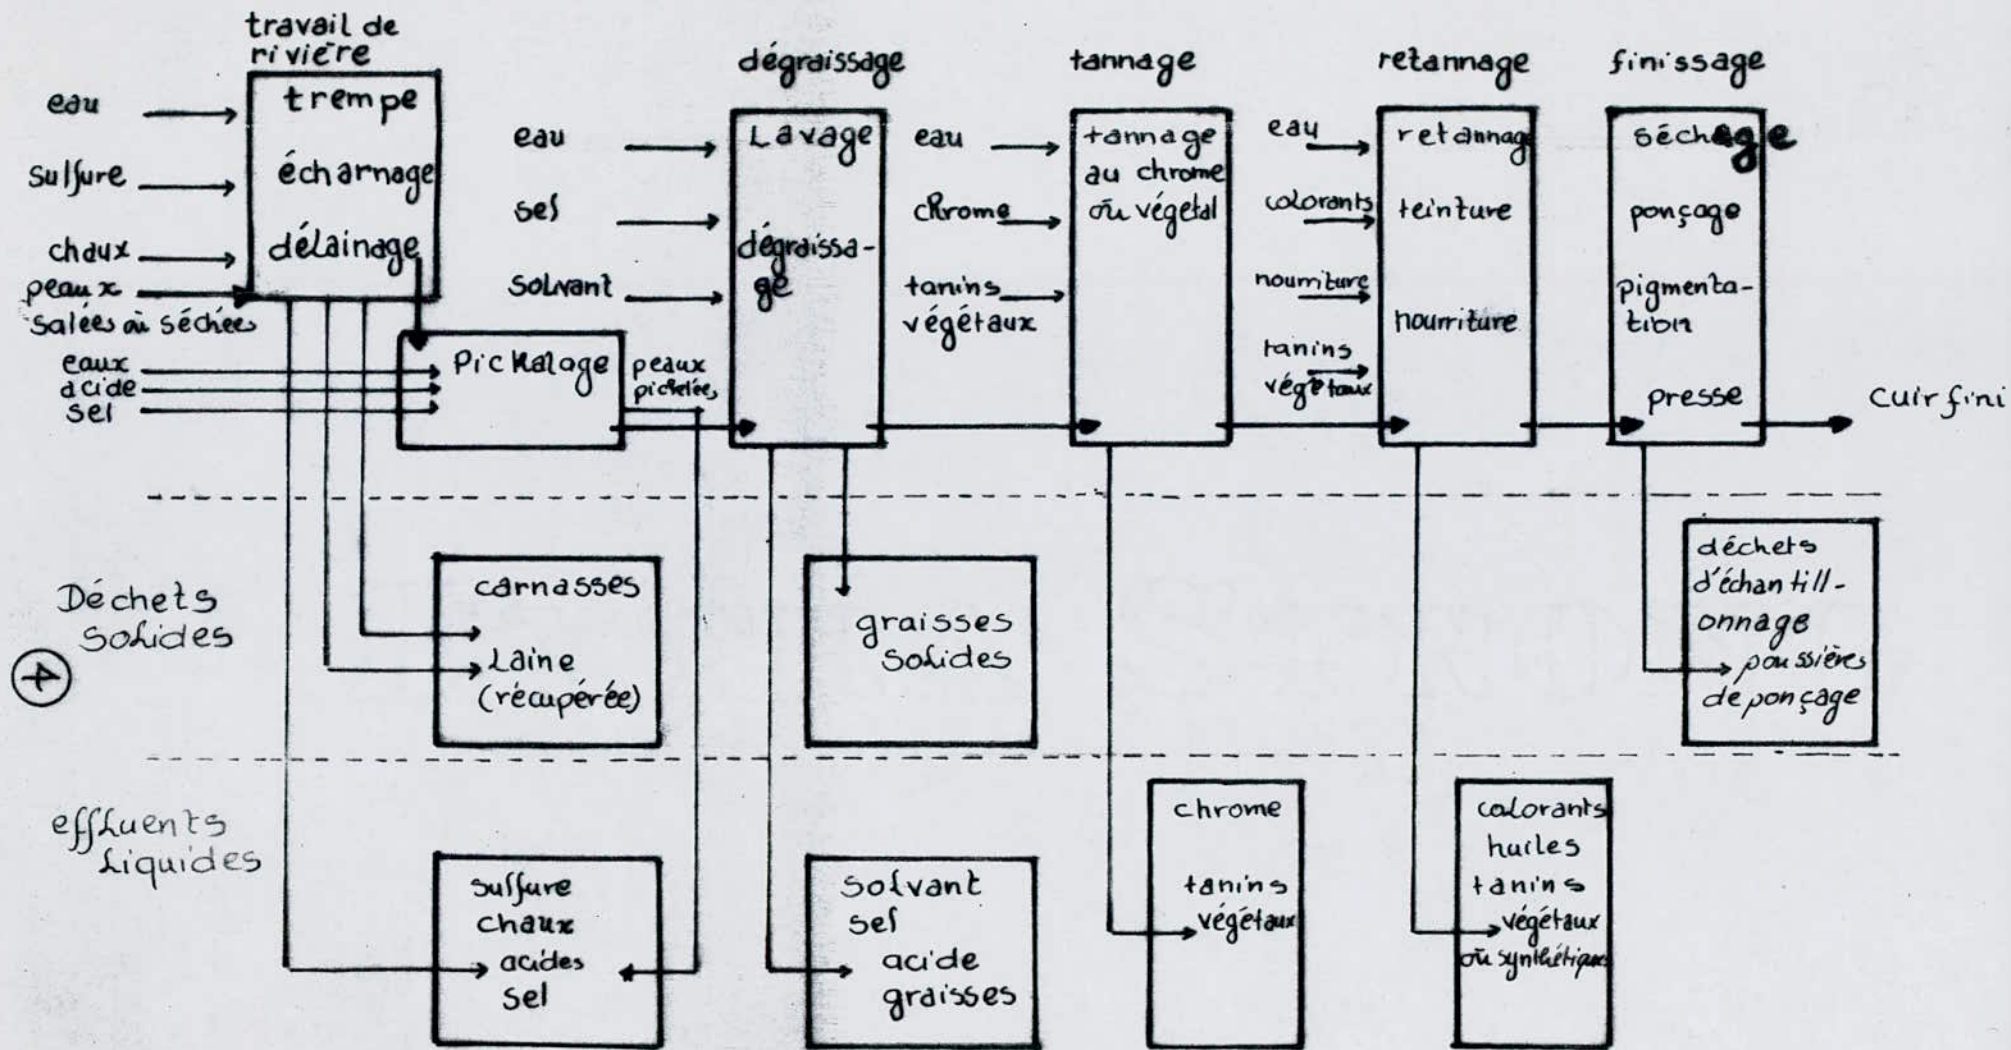 travail de
rivière
trempe
écharnage
délainage
eau
sulfure
chaux
peaux
salées où séchées
eaux
acide
sel
Pickalage
peaux
pickelées
dégraissage
eau
sel
solvant
Lavage
dégraissa-
ge
tannage
eau
chrome
tanins
végétaux
tannage
au chrome
où végétal
retannage
eau
colorants
nourriture
tanins
végétaux
retannage
teinture
nourriture
finissage
séchage
ponçage
pigmenta-
tion
presse
cuir fini
Déchets
Solides
carnasses
Laine
(récupérée)
graisses
Solides
déchets
d'échantill-
onnage
poussières
de ponçage
4
effluents
Liquides
sulfure
chaux
acides
sel
Solvant
sel
acide
graisses
chrome
tanins
végétaux
colorants
huiles
tanins
végétaux
où synthétiques